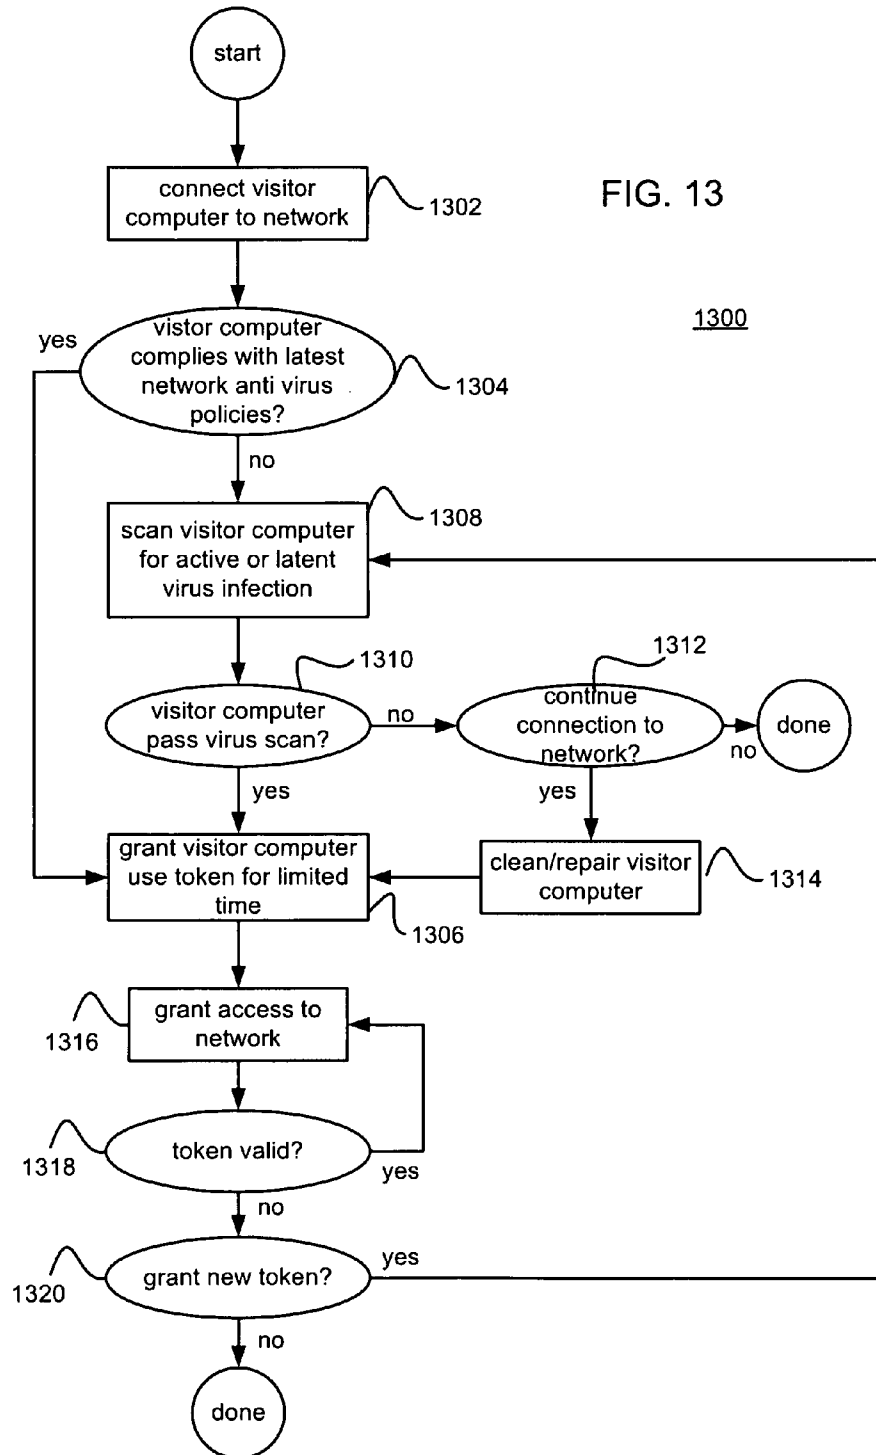 start
connect visitor
computer to network
1302
FIG. 13
1300
vistor computer
complies with latest
network anti virus
policies?
yes
1304
no
scan visitor computer
for active or latent
virus infection
1308
1310
1312
visitor computer
pass virus scan?
no
continue
connection to
network?
no
done
yes
yes
grant visitor computer
use token for limited
time
1306
clean/repair visitor
computer
1314
grant access to
network
1316
token valid?
1318
yes
no
grant new token?
yes
1320
no
done